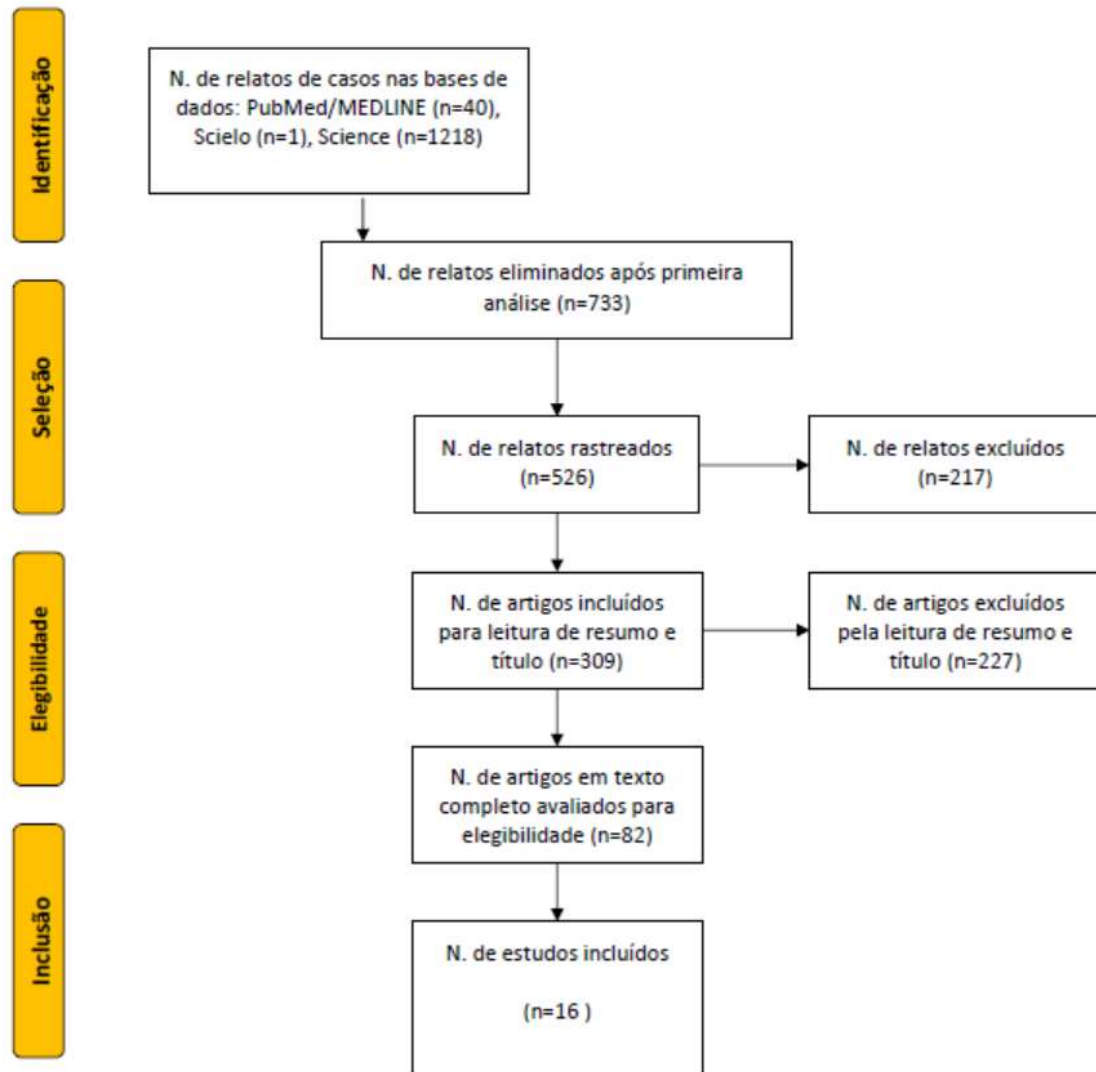 Identificação
N. de relatos de casos nas bases de
dados: PubMed/MEDLINE (n=40),
Scielo (n=1), Science (n=1218)
N. de relatos eliminados após primeira
análise (n=733)
Seleção
N. de relatos rastreados
(n=526)
N. de relatos excluídos
(n=217)
Elegibilidade
N. de artigos incluídos
para leitura de resumo e
título (n=309)
N. de artigos excluídos
pela leitura de resumo e
título (n=227)
N. de artigos em texto
completo avaliados para
elegibilidade (n=82)
Inclusão
N. de estudos incluídos
(n=16 )